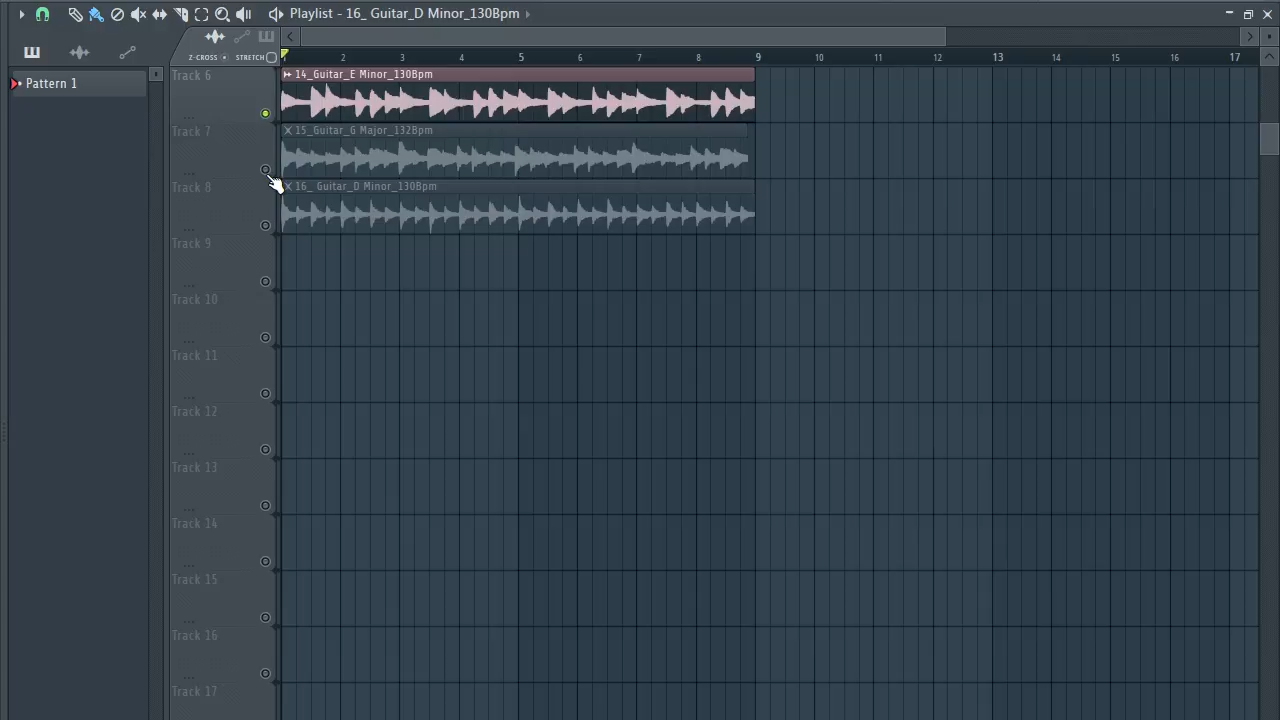 Playlist - 16_ Guitar_D Minor_130Bpm
Z-CROSS STRETCH
1 2 3 4 5 6 7 8 9 10 11 12 13 14 15 16 17
Pattern 1
Track 6
14_Guitar_E Minor_130Bpm
Track 7
15_Guitar_G Major_132Bpm
Track 8
16_ Guitar_D Minor_130Bpm
Track 9
Track 10
Track 11
Track 12
Track 13
Track 14
Track 15
Track 16
Track 17